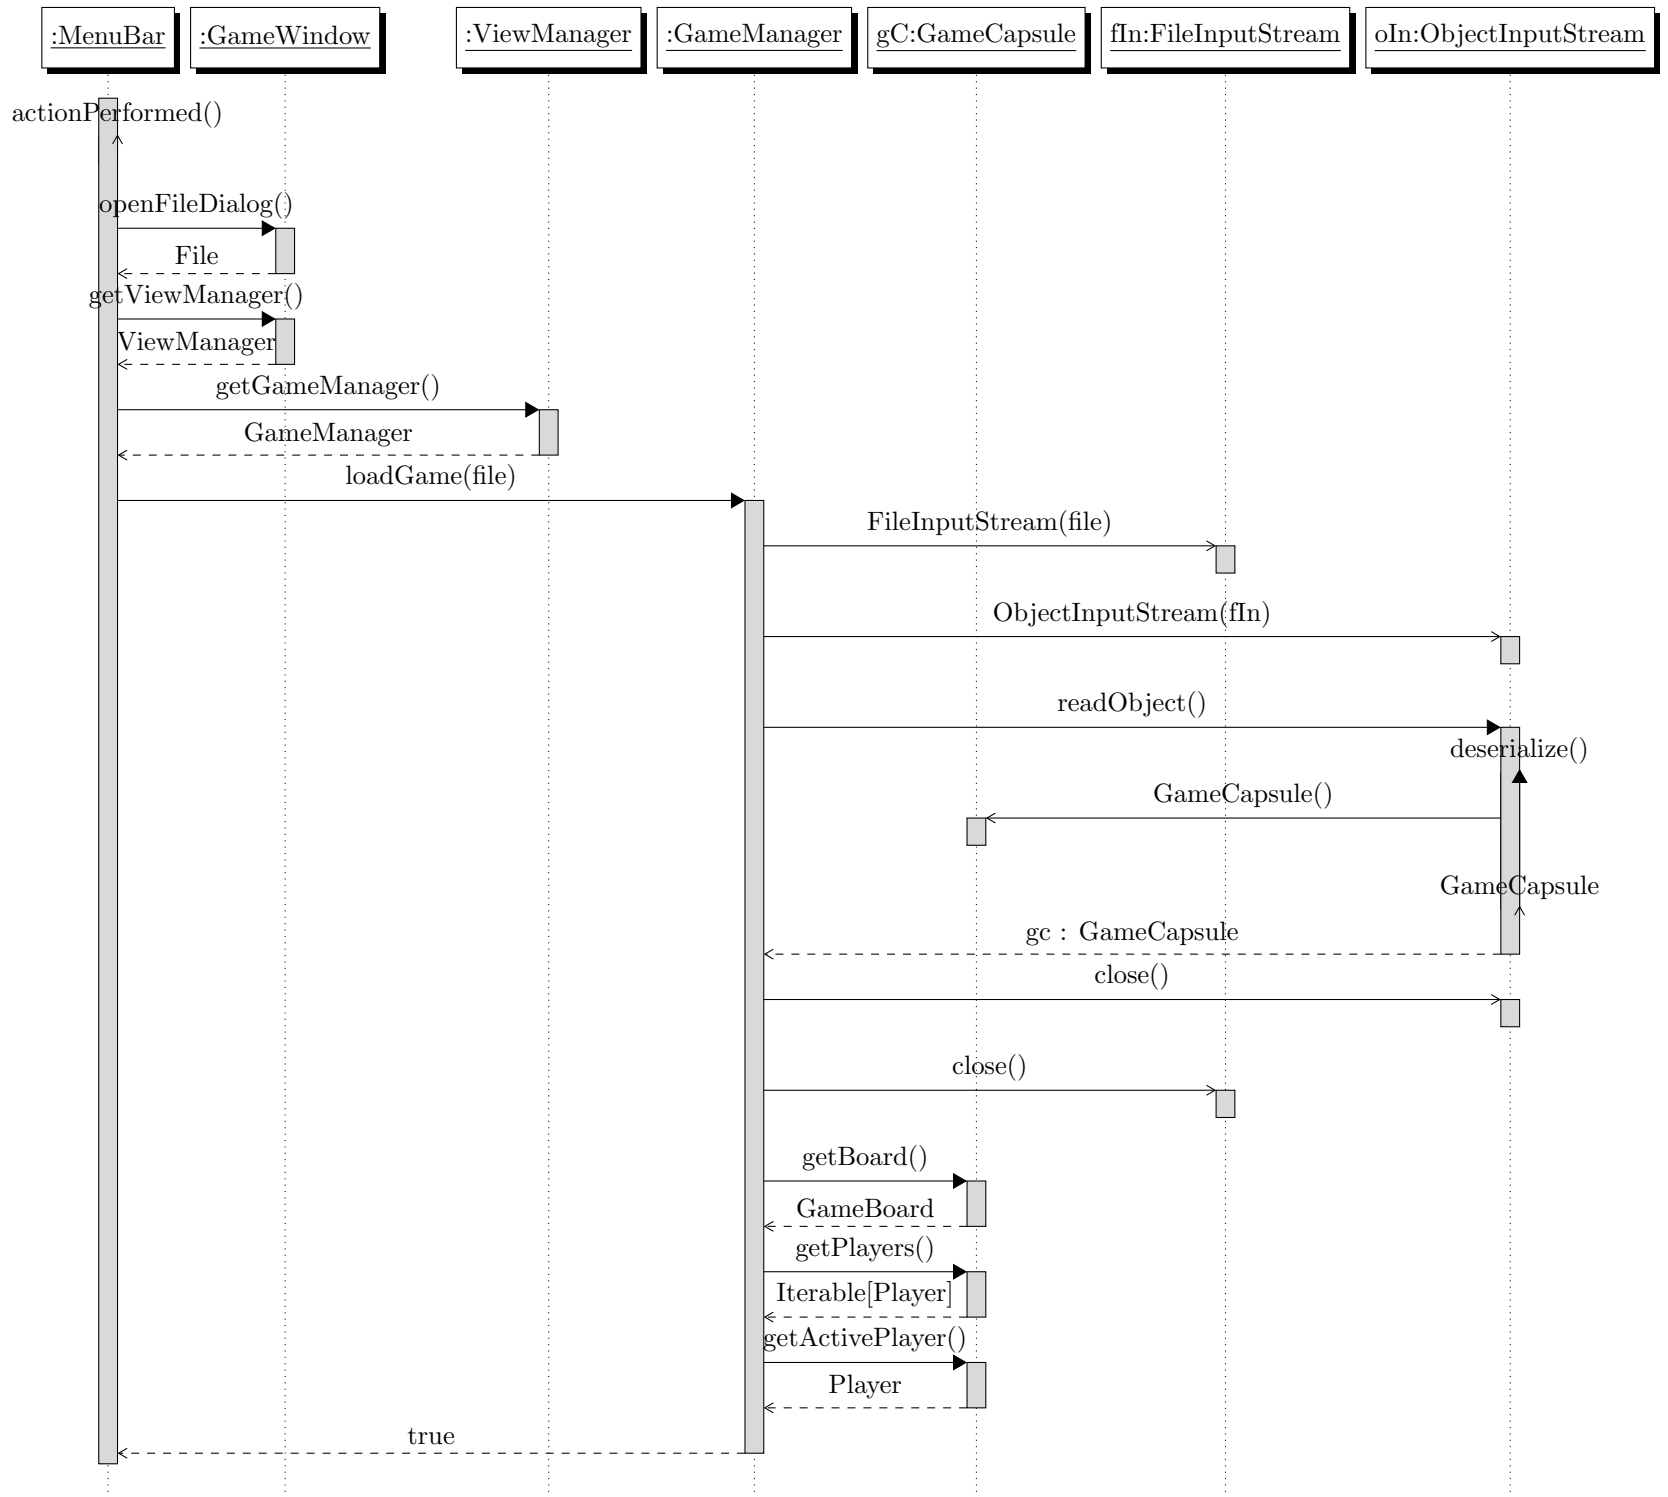 :MenuBar
:GameWindow
:ViewManager
:GameManager
gC:GameCapsule
fIn:FileInputStream
oIn:ObjectInputStream
actionPerformed()
openFileDialog()
File
getViewManager()
ViewManager
getGameManager()
GameManager
loadGame(file)
FileInputStream(file)
ObjectInputStream(fIn)
readObject()
deserialize()
GameCapsule()
GameCapsule
gc : GameCapsule
close()
close()
getBoard()
GameBoard
getPlayers()
Iterable[Player]
getActivePlayer()
Player
true